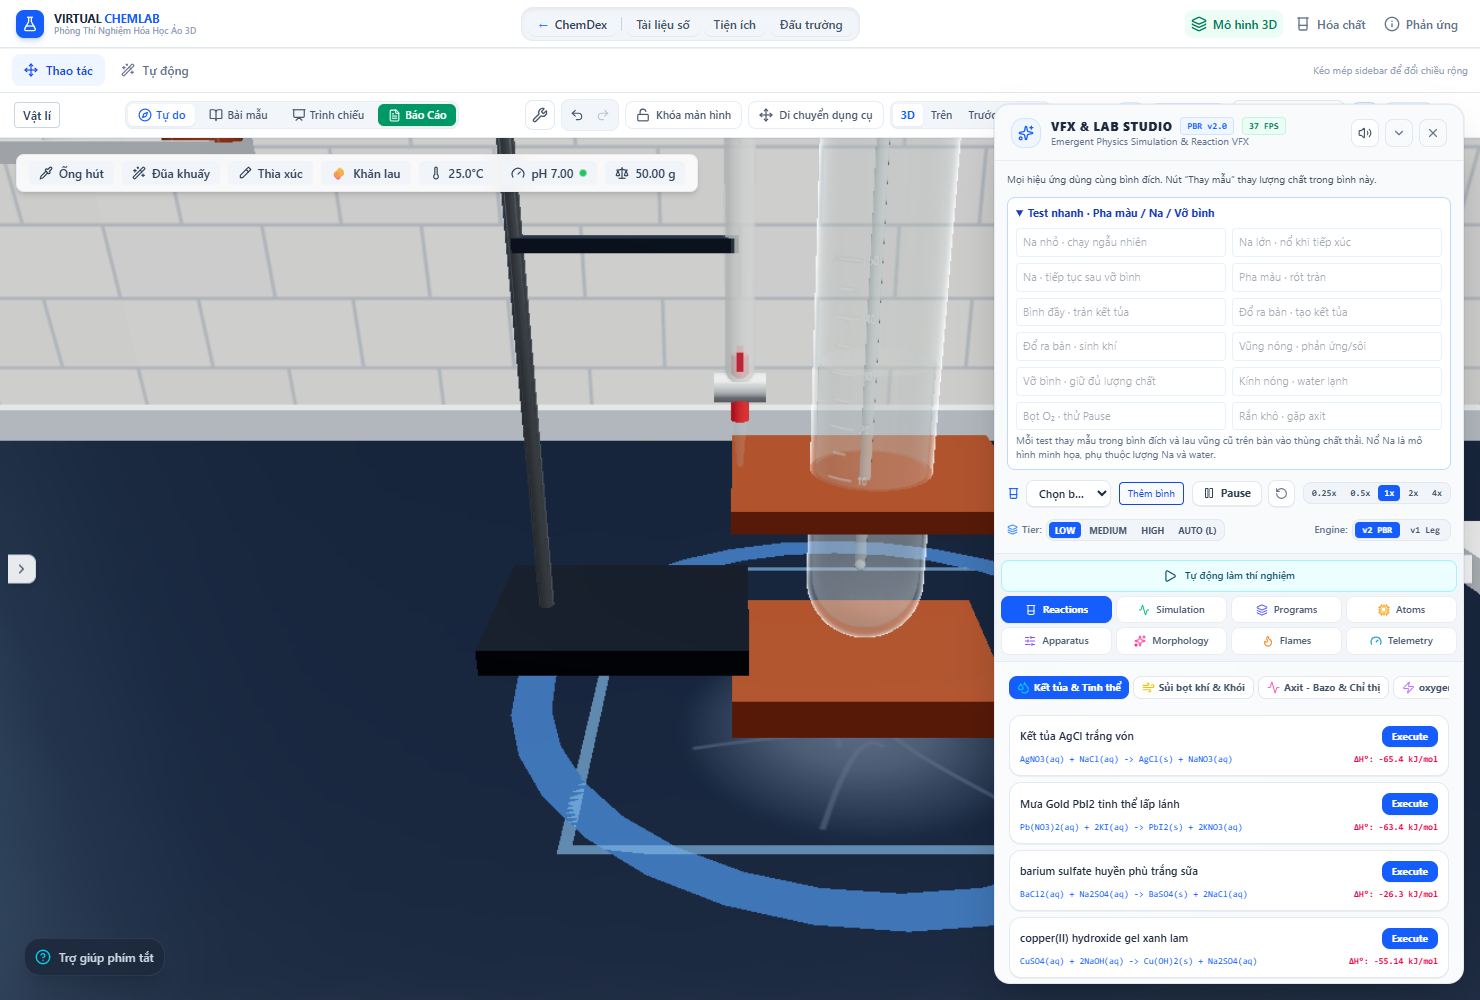 VIRTUAL CHEMLAB
Phòng Thí Nghiệm Hóa Học Ảo 3D
← ChemDex
Tài liệu số
Tiện ích
Đấu trường
Mô hình 3D
Hóa chất
Phản ứng
Thao tác
Tự động
Kéo mép sidebar để đổi chiều rộng
Vật lí
Tự do
Bài mẫu
Trình chiếu
Báo Cáo
Khóa màn hình
Di chuyển dụng cụ
3D
Trên
Trước
Ống hút
Đũa khuấy
Thìa xúc
Khăn lau
25.0°C
pH 7.00
50.00 g
VFX & LAB STUDIO
PBR v2.0
37 FPS
Emergent Physics Simulation & Reaction VFX
Mọi hiệu ứng dùng cùng bình đích. Nút "Thay mẫu" thay lượng chất trong bình này.
▼ Test nhanh · Pha màu / Na / Vỡ bình
Na nhỏ · chạy ngẫu nhiên
Na lớn · nổ khi tiếp xúc
Na · tiếp tục sau vỡ bình
Pha màu · rót tràn
Bình đầy · tràn kết tủa
Đổ ra bàn · tạo kết tủa
Đổ ra bàn · sinh khí
Vũng nóng · phản ứng/sôi
Vỡ bình · giữ đủ lượng chất
Kính nóng · water lạnh
Bọt O₂ · thử Pause
Rắn khô · gặp axit
Mỗi test thay mẫu trong bình đích và lau vũng cũ trên bàn vào thùng chất thải. Nổ Na là mô
hình minh họa, phụ thuộc lượng Na và water.
Chọn b...
Thêm bình
Pause
0.25x
0.5x
1x
2x
4x
Tier:
LOW
MEDIUM
HIGH
AUTO (L)
Engine:
v2 PBR
v1 Leg
Tự động làm thí nghiệm
Reactions
Simulation
Programs
Atoms
Apparatus
Morphology
Flames
Telemetry
Kết tủa & Tinh thể
Sủi bọt khí & Khói
Axit - Bazo & Chỉ thị
oxyge
Kết tủa AgCl trắng vón
Execute
AgNO3(aq) + NaCl(aq) -> AgCl(s) + NaNO3(aq)
ΔH°: -65.4 kJ/mol
Mưa Gold PbI2 tinh thể lấp lánh
Execute
Pb(NO3)2(aq) + 2KI(aq) -> PbI2(s) + 2KNO3(aq)
ΔH°: -63.4 kJ/mol
barium sulfate huyền phù trắng sữa
Execute
BaCl2(aq) + Na2SO4(aq) -> BaSO4(s) + 2NaCl(aq)
ΔH°: -26.3 kJ/mol
copper(II) hydroxide gel xanh lam
Execute
CuSO4(aq) + 2NaOH(aq) -> Cu(OH)2(s) + Na2SO4(aq)
ΔH°: -55.14 kJ/mol
Trợ giúp phím tắt